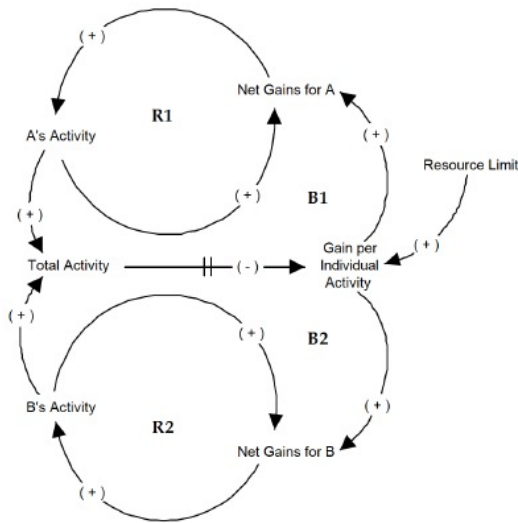 ( + )
Net Gains for A
R1
A's Activity
( + )
( + )
Resource Limit
( + )
B1
( + )
( + )
Total Activity
( - )
Gain per
Individual
Activity
( + )
( + )
B2
( + )
B's Activity
R2
Net Gains for B
( + )